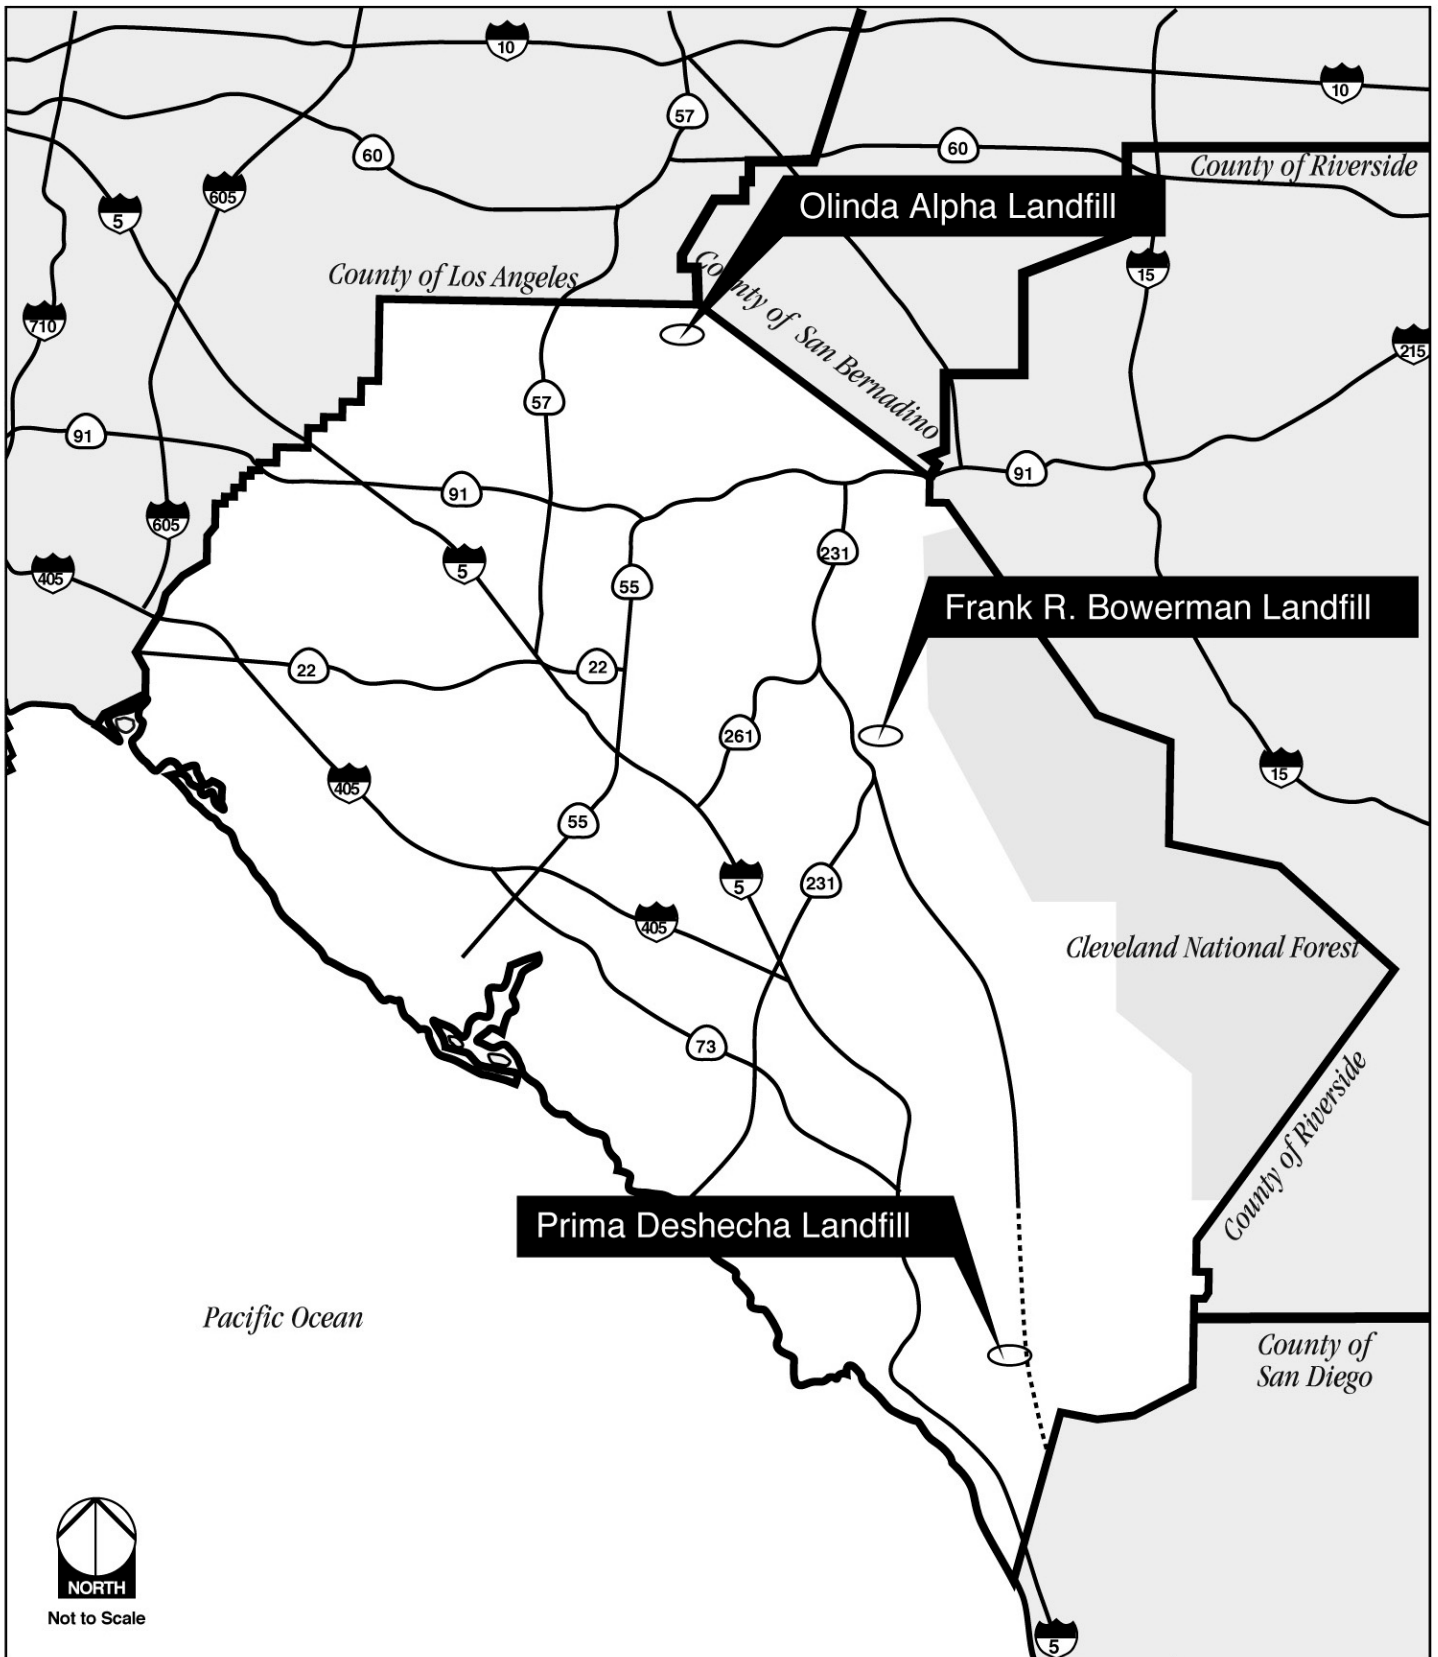 10
10
57
60
60
County of Riverside
605
5
Olinda Alpha Landfill
County of Los Angeles
15
710
County of San Bernadino
215
57
91
91
91
605
231
405
5
55
Frank R. Bowerman Landfill
22
22
261
15
405
55
5
231
405
Cleveland National Forest
73
County of Riverside
Prima Deshecha Landfill
Pacific Ocean
County of
San Diego
NORTH
Not to Scale
5